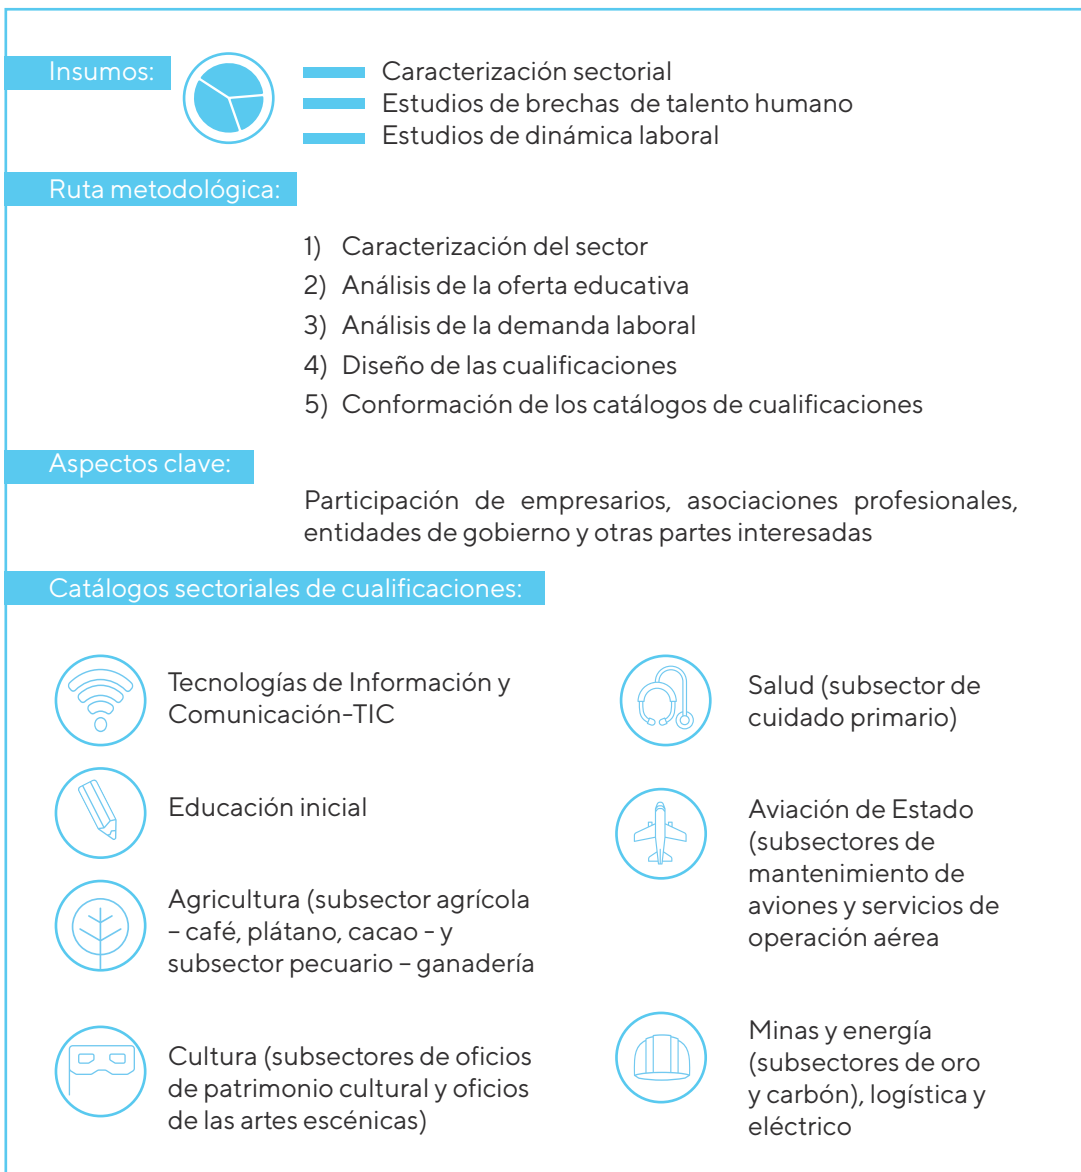 Insumos:
Caracterización sectorial
Estudios de brechas de talento humano
Estudios de dinámica laboral
Ruta metodológica:
1) Caracterización del sector
2) Análisis de la oferta educativa
3) Análisis de la demanda laboral
4) Diseño de las cualificaciones
5) Conformación de los catálogos de cualificaciones
Aspectos clave:
Participación de empresarios, asociaciones profesionales,
entidades de gobierno y otras partes interesadas
Catálogos sectoriales de cualificaciones:
Tecnologías de Información y
Comunicación-TIC
Educación inicial
Agricultura (subsector agrícola
– café, plátano, cacao - y
subsector pecuario – ganadería
Cultura (subsectores de oficios
de patrimonio cultural y oficios
de las artes escénicas)
Salud (subsector de
cuidado primario)
Aviación de Estado
(subsectores de
mantenimiento de
aviones y servicios de
operación aérea
Minas y energía
(subsectores de oro
y carbón), logística y
eléctrico